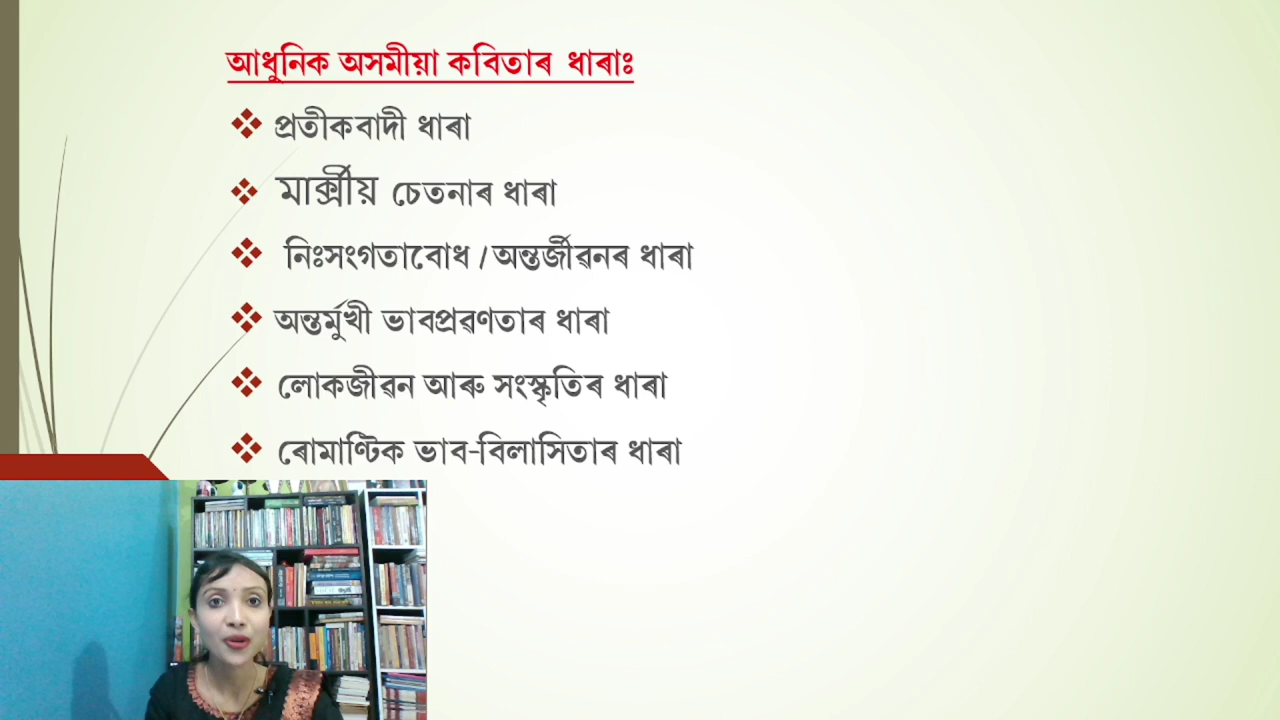 আধুনিক অসমীয়া কবিতাৰ ধাৰাঃ
প্ৰতীকবাদী ধাৰা
মাৰ্ক্সীয় চেতনাৰ ধাৰা
নিঃসংগতাবোধ / অন্তৰ্জীৱনৰ ধাৰা
অন্তৰ্মুখী ভাবপ্ৰৱণতাৰ ধাৰা
লোকজীৱন আৰু সংস্কৃতিৰ ধাৰা
ৰোমাণ্টিক ভাব-বিলাসিতাৰ ধাৰা